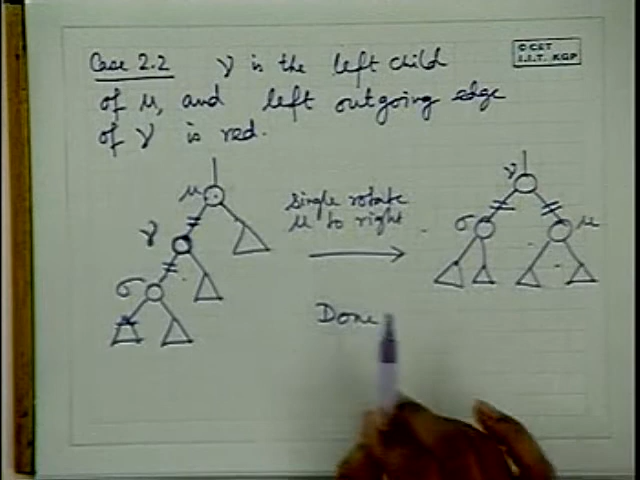 Case 2.2 γ is the left child
of μ, and left outgoing edge
of γ is red.
© CET
I.I.T. KGP
μ
γ
σ
single rotate
μ to right
Done
γ
σ
μ